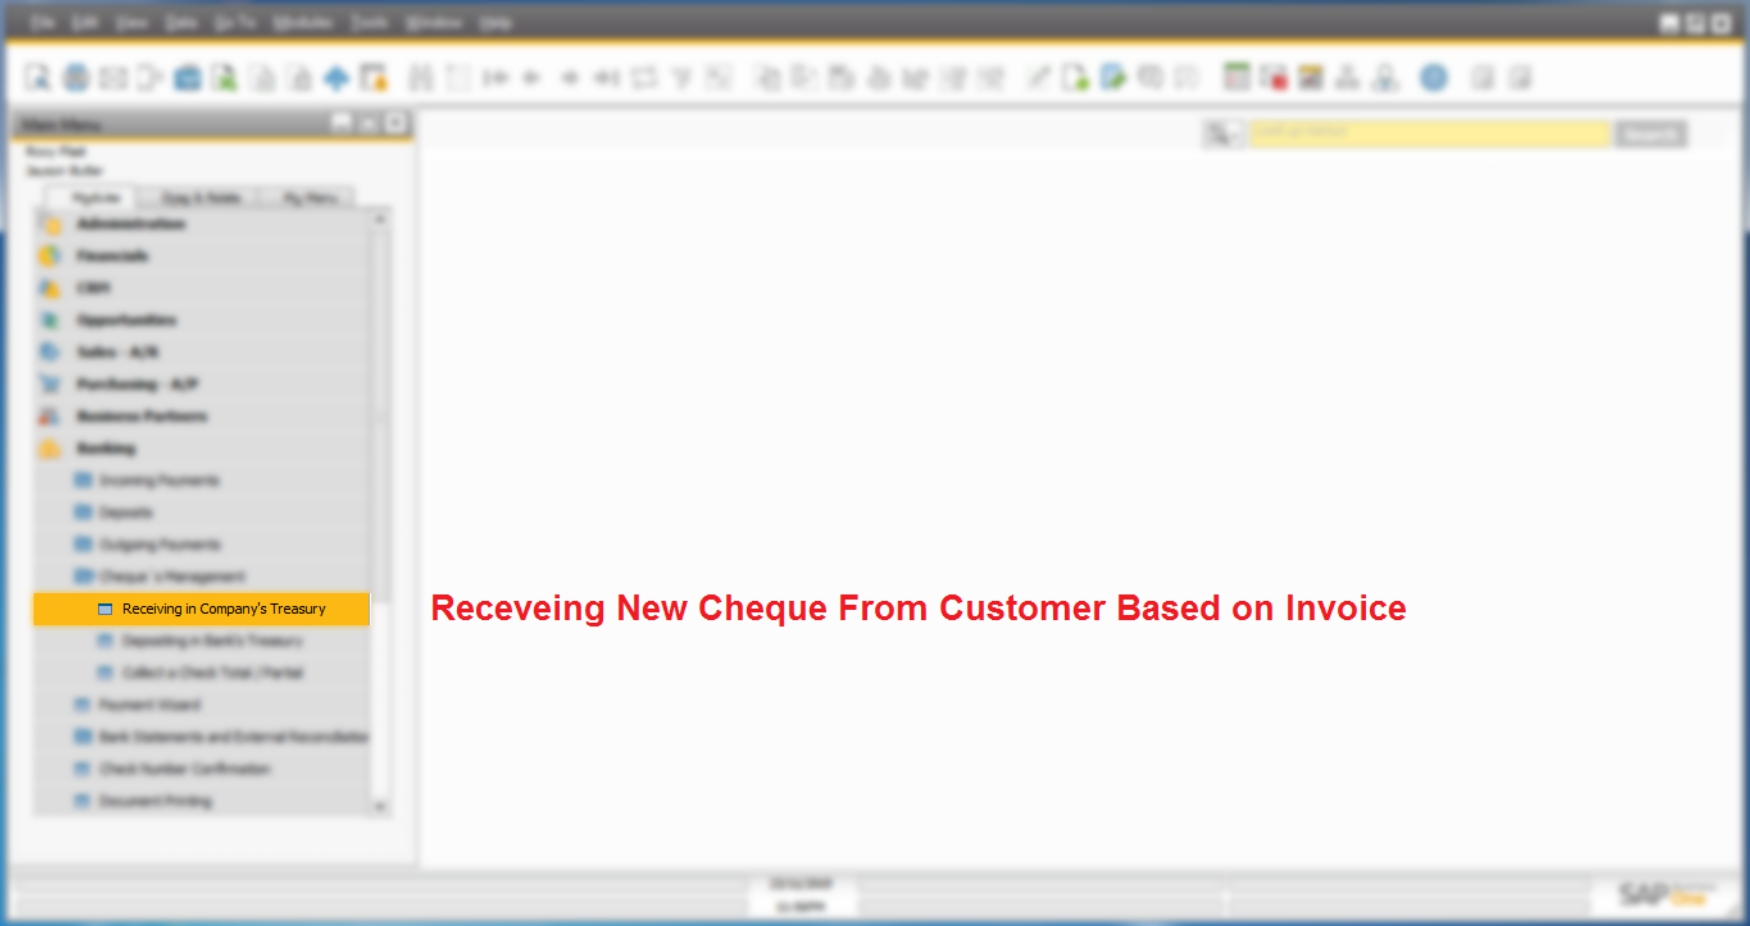 File Edit View Data Go To Modules Tools Window Help
Main Menu
Search
Modules Drag & Relate My Menu
Administration
Financials
CRM
Opportunities
Sales - A/R
Purchasing - A/P
Business Partners
Banking
Incoming Payments
Deposits
Outgoing Payments
Cheque`s Management
Receiving in Company's Treasury
Receveing New Cheque From Customer Based on Invoice
Depositing in Bank's Treasury
Collect a Check Total / Partial
Payment Wizard
Bank Statements and External Reconciliation
Check Number Confirmation
Document Printing
SAP
One